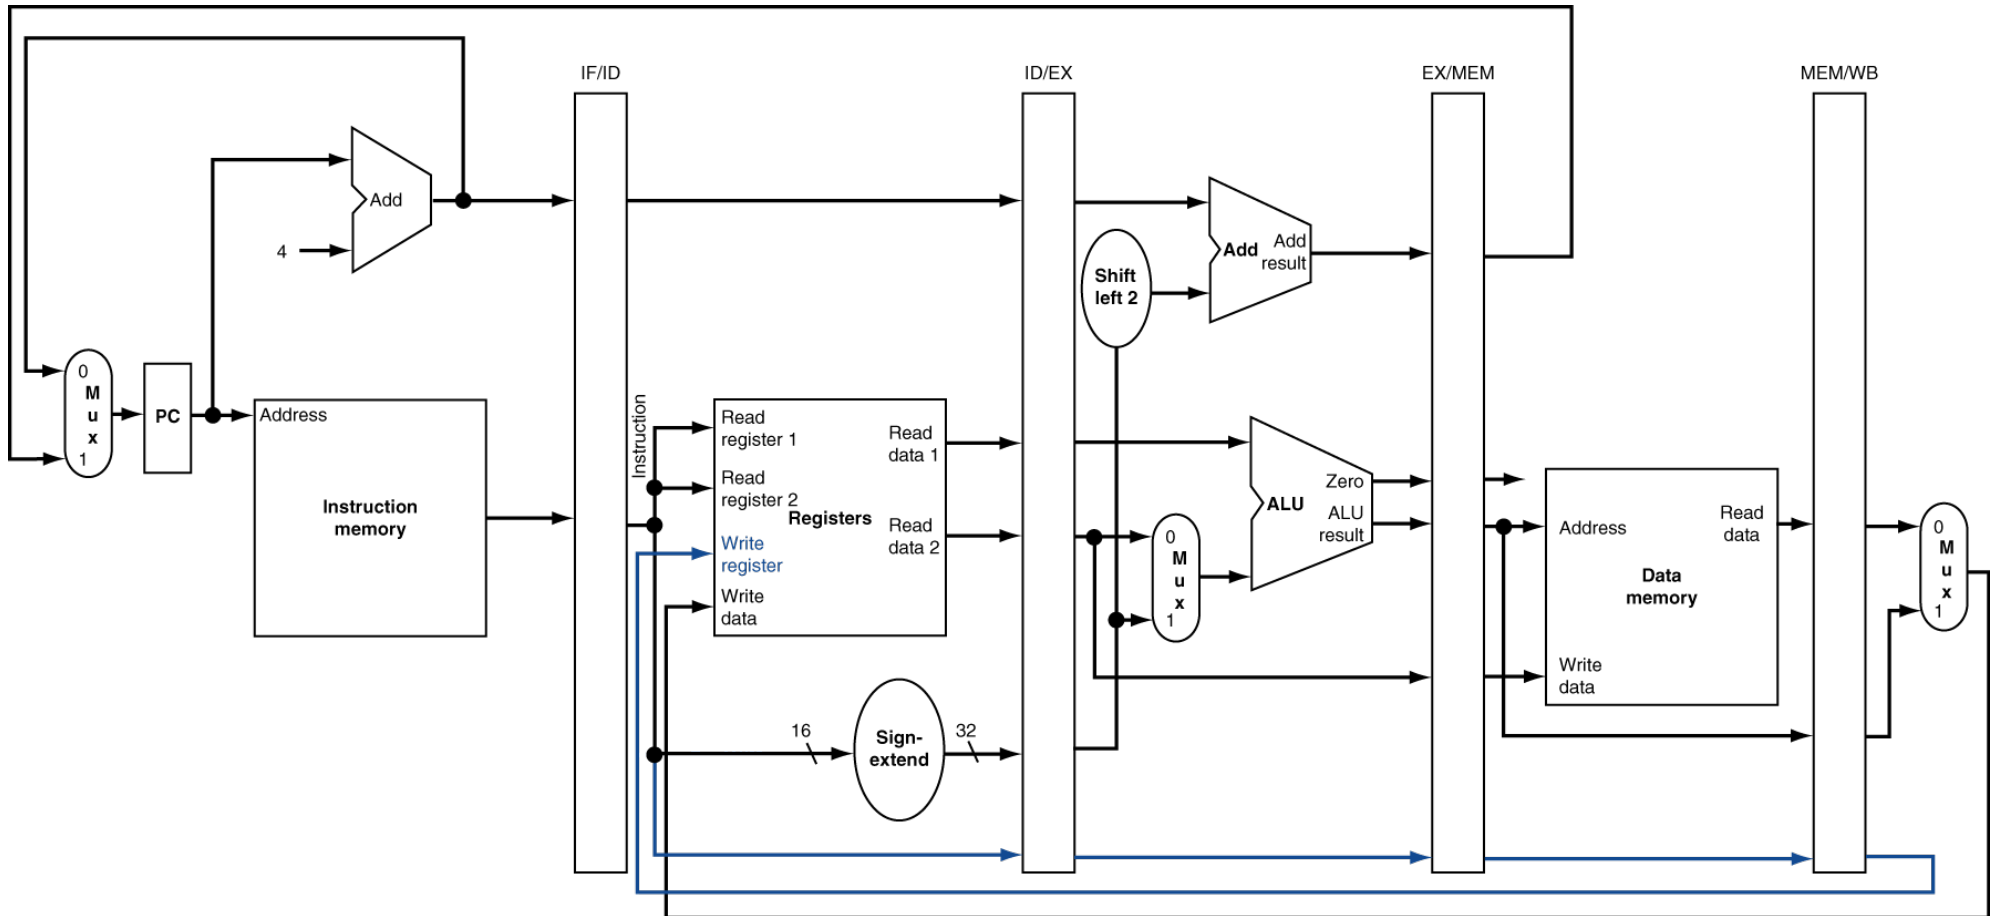 IF/ID
ID/EX
EX/MEM
MEM/WB
Add
4
Shift
left 2
Add
Add
result
0
M
u
x
1
PC
Address
Instruction
memory
Instruction
Read
register 1
Read
register 2
Write
register
Write
data
Registers
Read
data 1
Read
data 2
16
Sign-
extend
32
0
M
u
x
1
ALU
Zero
ALU
result
Address
Read
data
Data
memory
Write
data
0
M
u
x
1